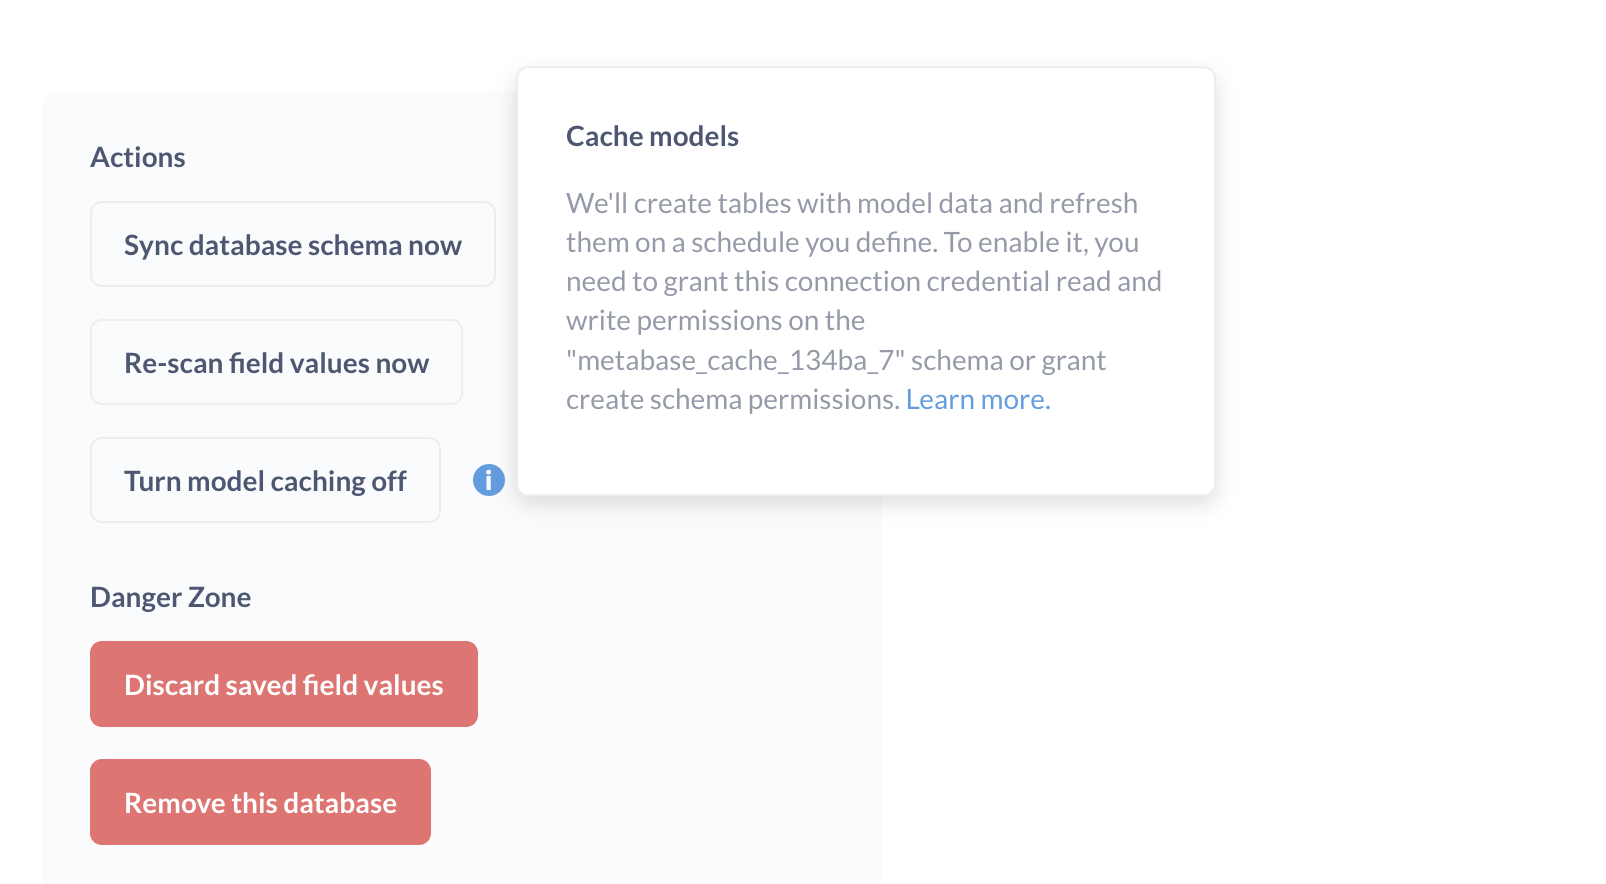 Actions
Sync database schema now
Re-scan field values now
Turn model caching off
i
Cache models
We'll create tables with model data and refresh
them on a schedule you define. To enable it, you
need to grant this connection credential read and
write permissions on the
"metabase_cache_134ba_7" schema or grant
create schema permissions. Learn more.
Danger Zone
Discard saved field values
Remove this database